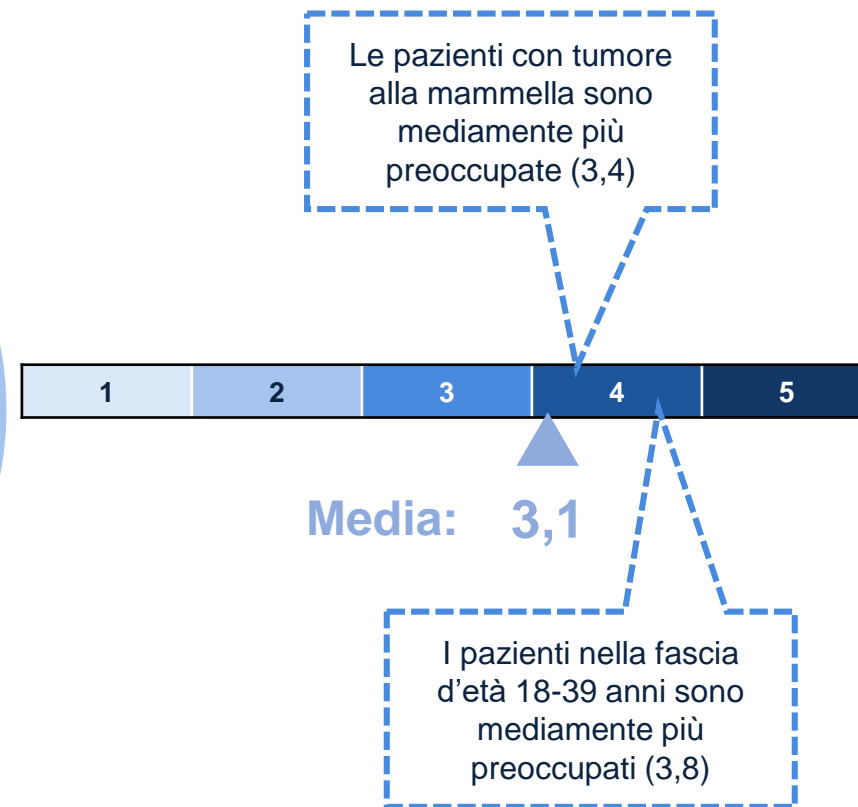 Le pazienti con tumore
alla mammella sono
mediamente più
preoccupate (3,4)
1 2 3 4 5
Media: 3,1
I pazienti nella fascia
d'età 18-39 anni sono
mediamente più
preoccupati (3,8)